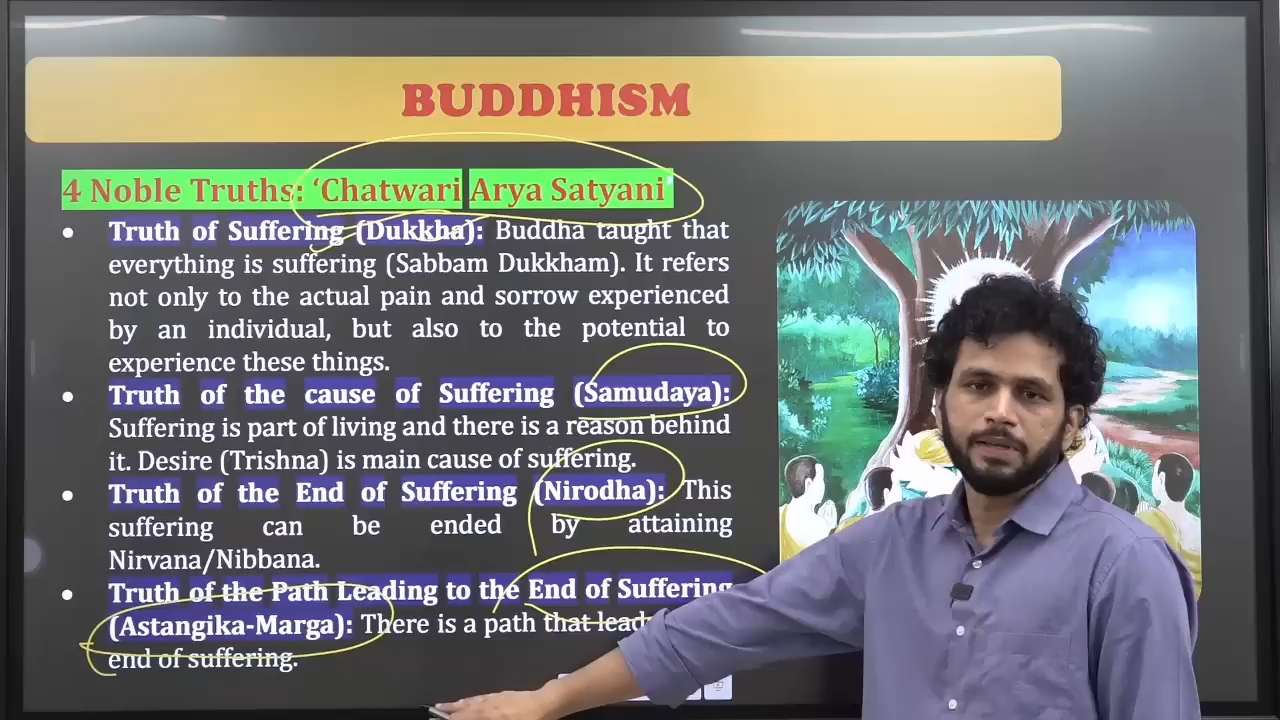 BUDDHISM
4 Noble Truths: ‘Chatwari Arya Satyani’
• Truth of Suffering (Dukkha): Buddha taught that
everything is suffering (Sabbam Dukkham). It refers
not only to the actual pain and sorrow experienced
by an individual, but also to the potential to
experience these things.
• Truth of the cause of Suffering (Samudaya):
Suffering is part of living and there is a reason behind
it. Desire (Trishna) is main cause of suffering.
• Truth of the End of Suffering (Nirodha): This
suffering can be ended by attaining
Nirvana/Nibbana.
• Truth of the Path Leading to the End of Suffering
(Astangika-Marga): There is a path that
end of suffering.